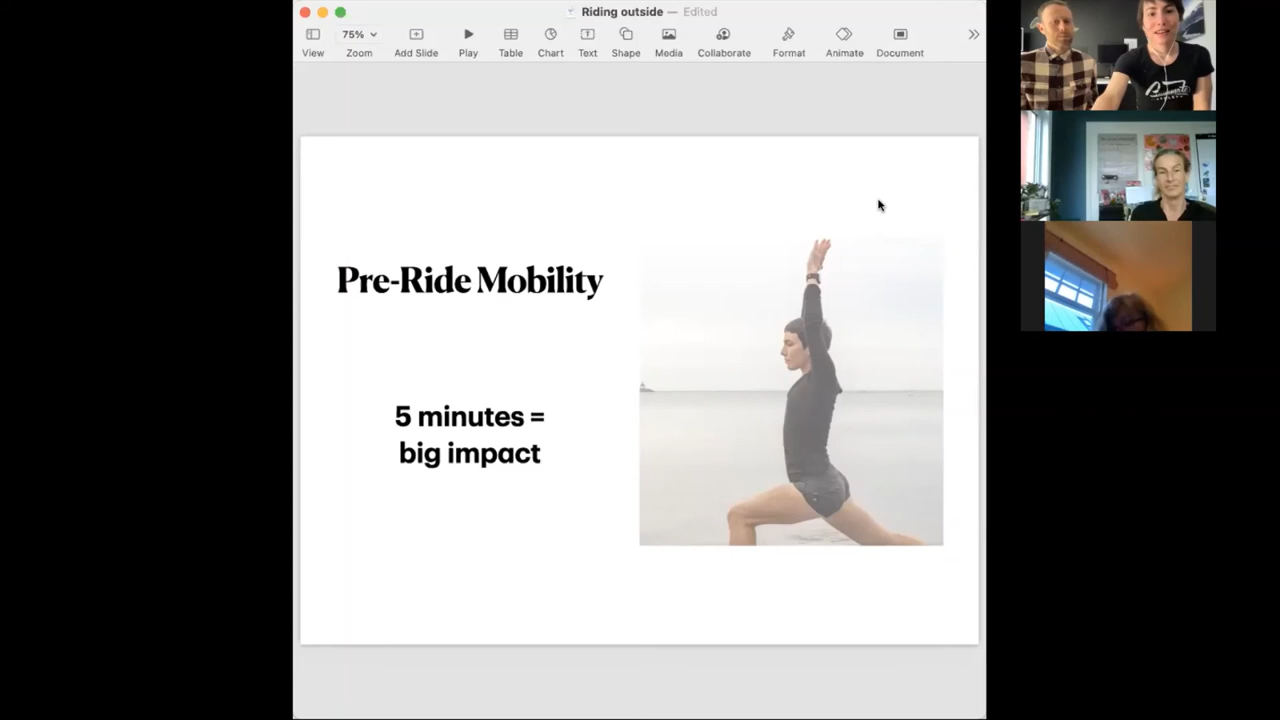 Riding outside — Edited
75%
View
Zoom
Add Slide
Play
Table
Chart
Text
Shape
Media
Collaborate
Format
Animate
Document
Pre-Ride Mobility
5 minutes =
big impact